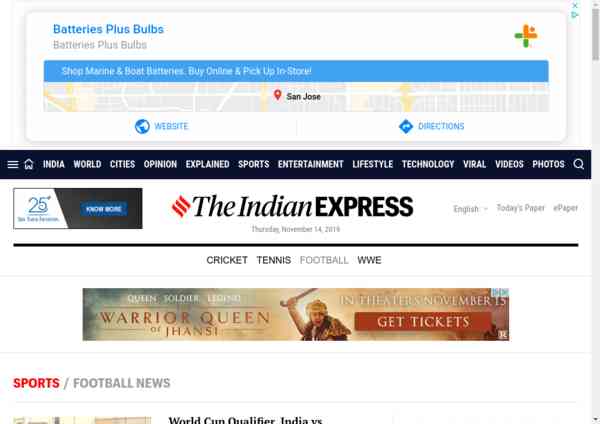 Batteries Plus Bulbs
Batteries Plus Bulbs
Shop Marine & Boat Batteries. Buy Online & Pick Up In-Store!
San Jose
WEBSITE
DIRECTIONS
INDIA WORLD CITIES OPINION EXPLAINED SPORTS ENTERTAINMENT LIFESTYLE TECHNOLOGY VIRAL VIDEOS PHOTOS
25
KNOW MORE
The Indian EXPRESS
English
Today's Paper
ePaper
Thursday, November 14, 2019
CRICKET TENNIS FOOTBALL WWE
QUEEN SOLDIER LEGEND
WARRIOR QUEEN
OF JHANSI
IN THEATERS NOVEMBER 15
GET TICKETS
R
SPORTS / FOOTBALL NEWS
World Cup Qualifier, India vs